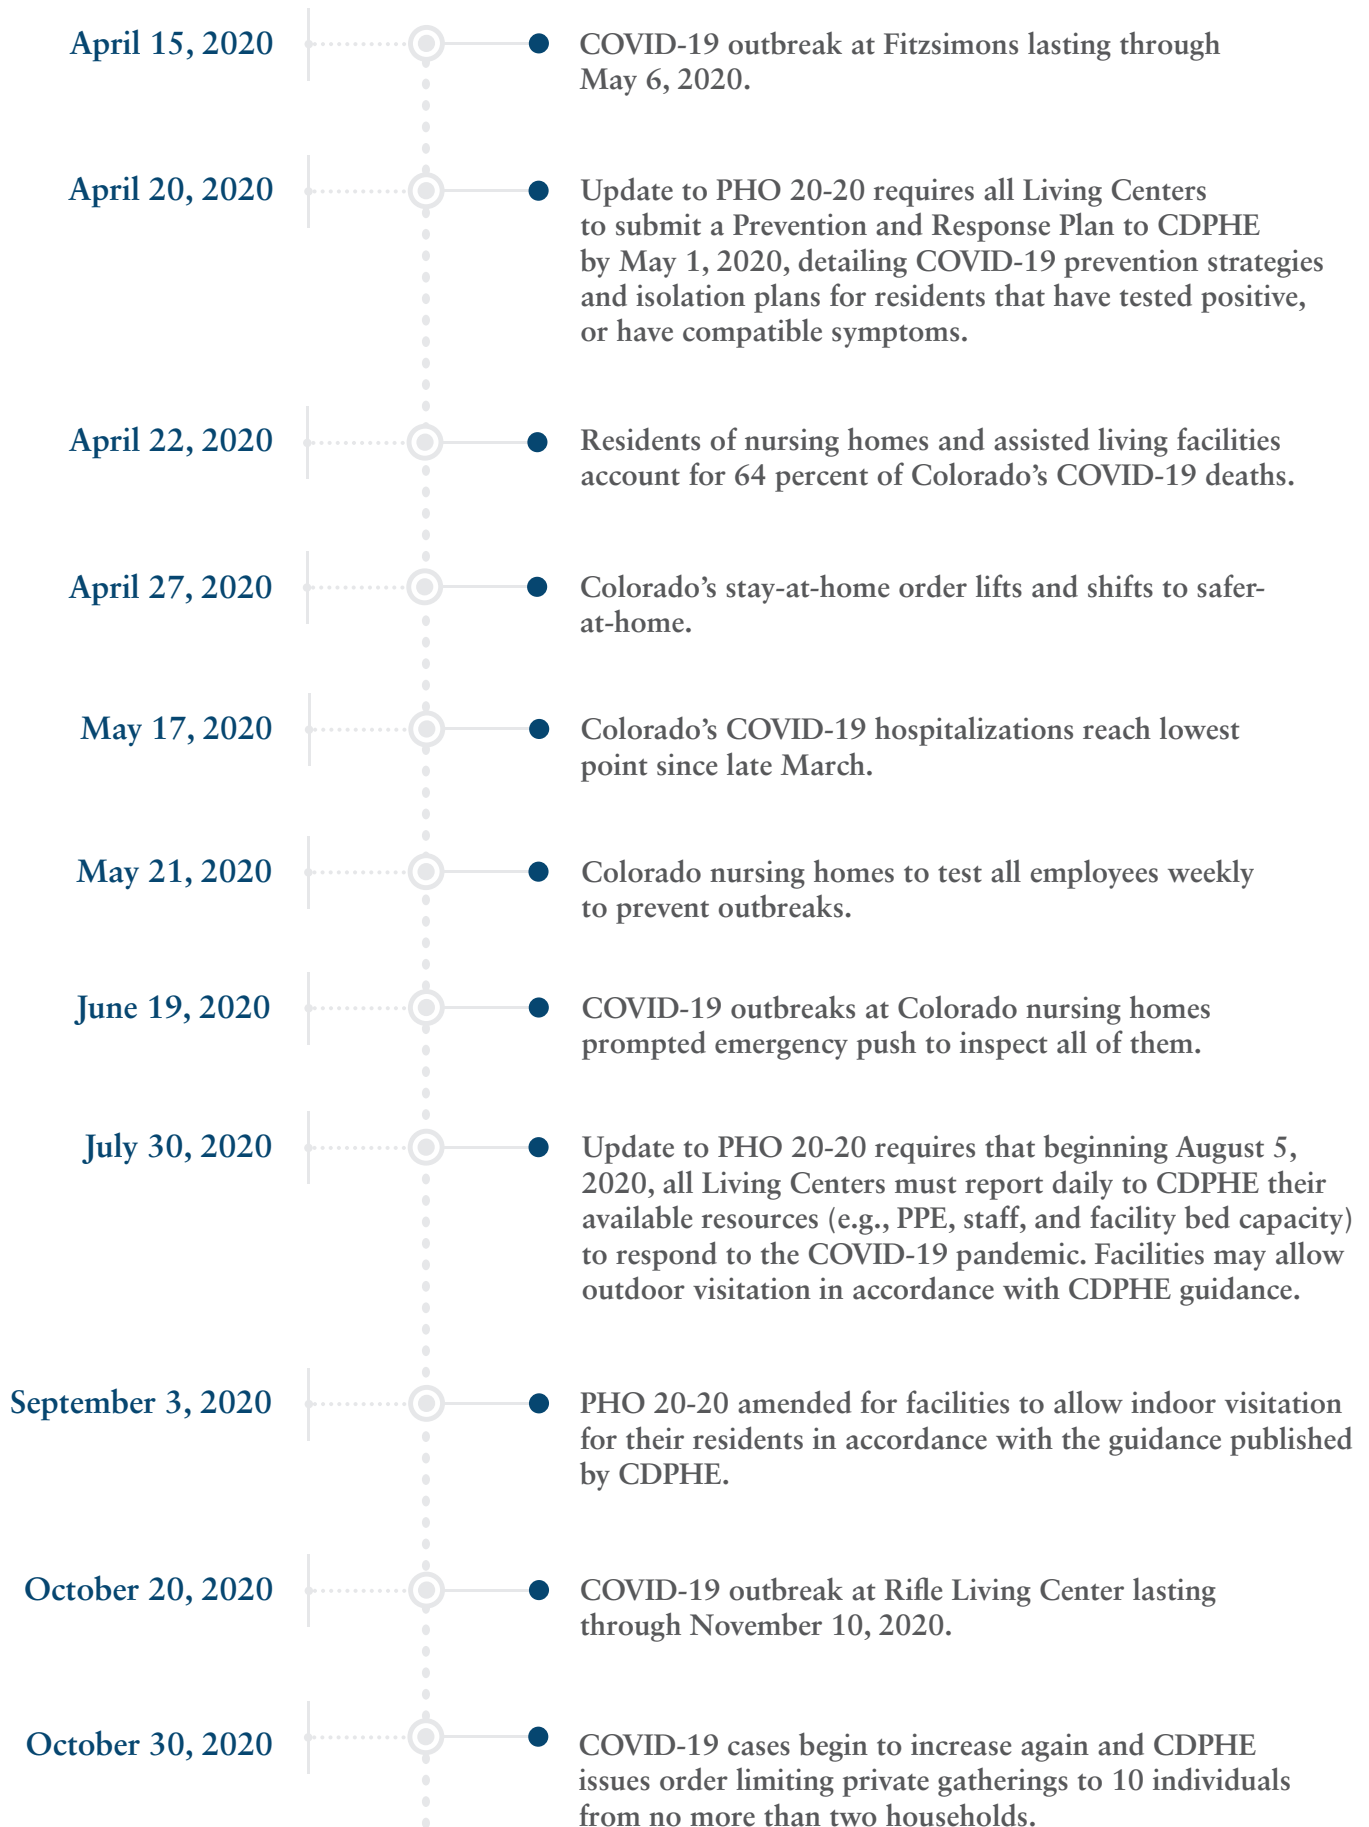 April 15, 2020
COVID-19 outbreak at Fitzsimons lasting through
May 6, 2020.
April 20, 2020
Update to PHO 20-20 requires all Living Centers
to submit a Prevention and Response Plan to CDPHE
by May 1, 2020, detailing COVID-19 prevention strategies
and isolation plans for residents that have tested positive,
or have compatible symptoms.
April 22, 2020
Residents of nursing homes and assisted living facilities
account for 64 percent of Colorado’s COVID-19 deaths.
April 27, 2020
Colorado’s stay-at-home order lifts and shifts to safer-
at-home.
May 17, 2020
Colorado’s COVID-19 hospitalizations reach lowest
point since late March.
May 21, 2020
Colorado nursing homes to test all employees weekly
to prevent outbreaks.
June 19, 2020
COVID-19 outbreaks at Colorado nursing homes
prompted emergency push to inspect all of them.
July 30, 2020
Update to PHO 20-20 requires that beginning August 5,
2020, all Living Centers must report daily to CDPHE their
available resources (e.g., PPE, staff, and facility bed capacity)
to respond to the COVID-19 pandemic. Facilities may allow
outdoor visitation in accordance with CDPHE guidance.
September 3, 2020
PHO 20-20 amended for facilities to allow indoor visitation
for their residents in accordance with the guidance published
by CDPHE.
October 20, 2020
COVID-19 outbreak at Rifle Living Center lasting
through November 10, 2020.
October 30, 2020
COVID-19 cases begin to increase again and CDPHE
issues order limiting private gatherings to 10 individuals
from no more than two households.